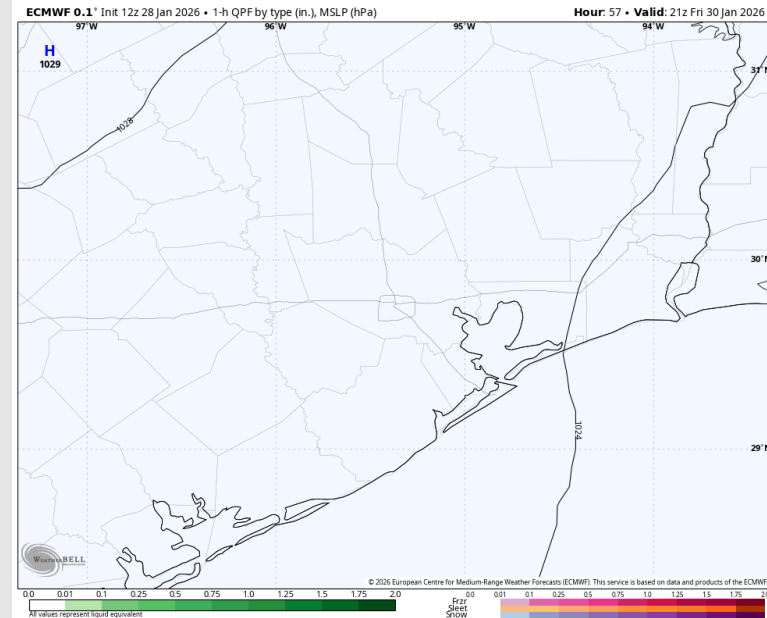 ECMWF 0.1° Init 12z 28 Jan 2026 • 1-h QPF by type (in.), MSLP (hPa)
Hour: 57 • Valid: 21z Fri 30 Jan 2026
97°W 96°W 95°W 94°W
H
1029
31°N
1028
30°N
1024
29°N
WeatherBELL
© 2026 European Centre for Medium-Range Weather Forecasts (ECMWF). This service is based on data and products of the ECMWF
0.0 0.01 0.1 0.25 0.5 0.75 1.0 1.25 1.5 1.75 2.0
0.0 0.01 0.1 0.25 0.5 0.75 1.0 1.25 1.5 1.75 2.0
All values represent liquid equivalent
Frzr
Sleet
Snow